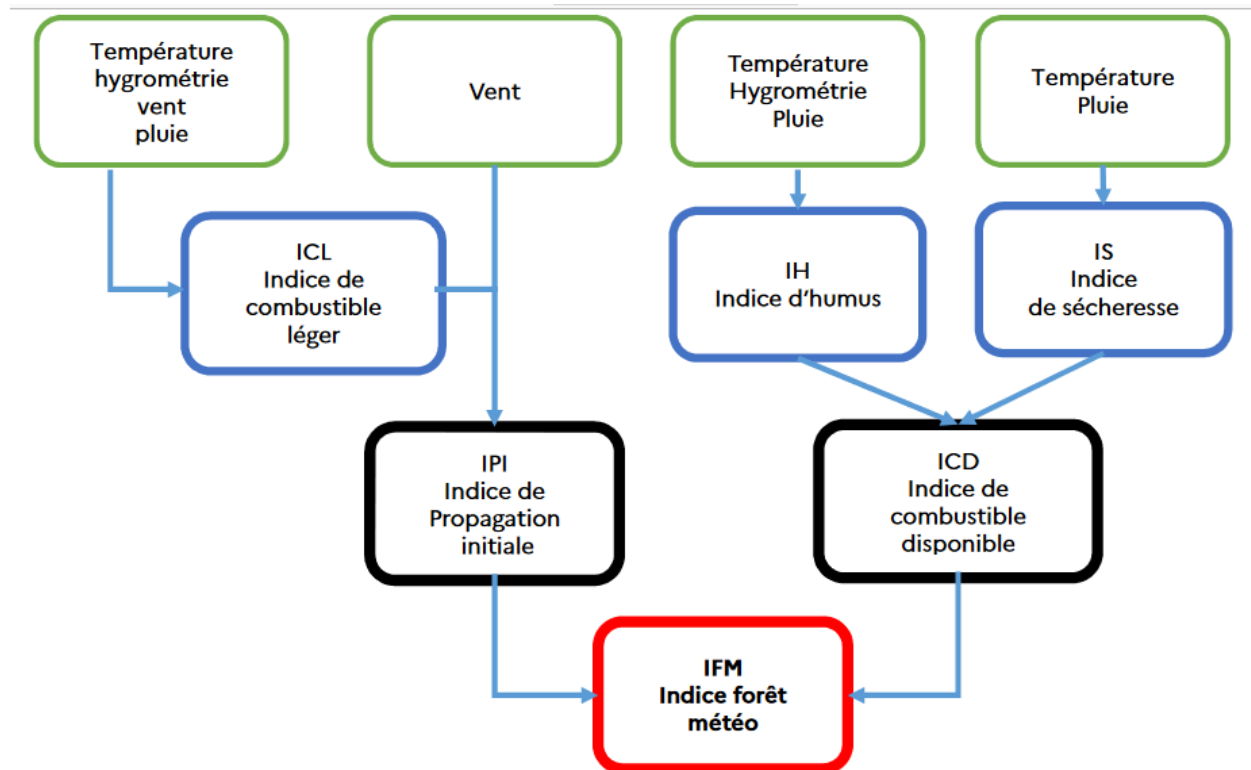 Température
hygrométrie
vent
pluie
Vent
Température
Hygrométrie
Pluie
Température
Pluie
ICL
Indice de
combustible
léger
IH
Indice d‘humus
IS
Indice
de sécheresse
IPI
Indice de
Propagation
initiale
ICD
Indice de
combustible
disponible
IFM
Indice forêt
météo